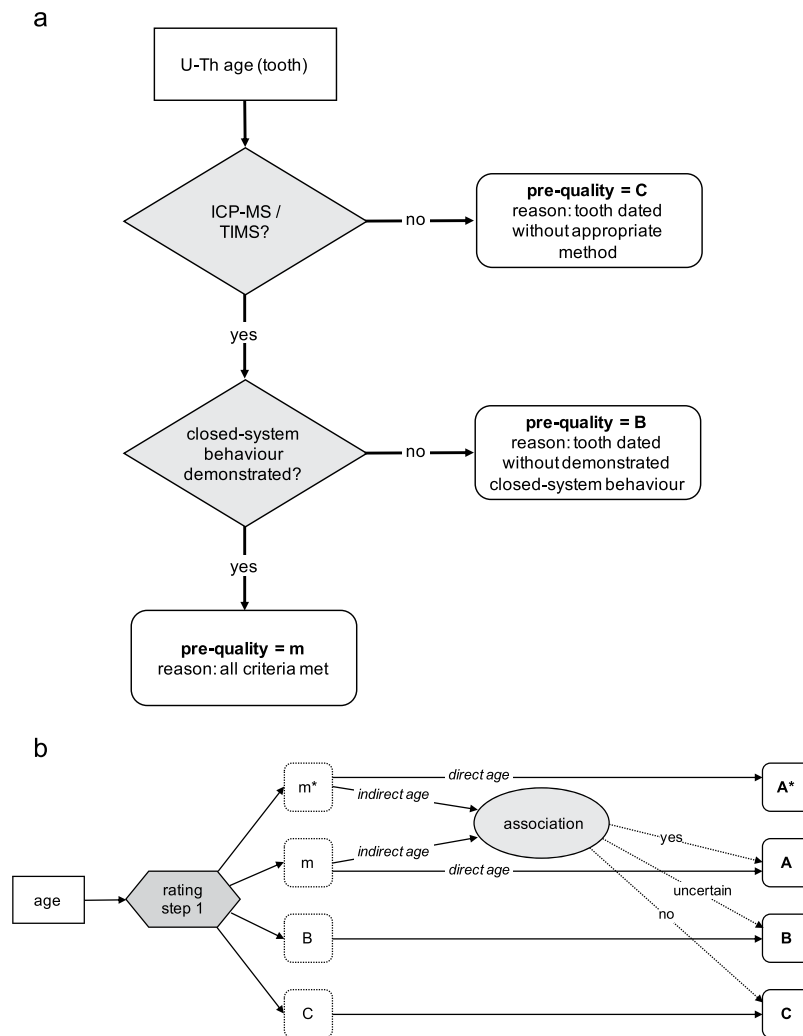 a
U-Th age (tooth)
ICP-MS /
TIMS?
no
pre-quality = C
reason: tooth dated
without appropriate
method
yes
closed-system
behaviour
demonstrated?
no
pre-quality = B
reason: tooth dated
without demonstrated
closed-system behaviour
yes
pre-quality = m
reason: all criteria met
b
age
rating
step 1
m*
m
B
C
direct age
indirect age
indirect age
direct age
association
yes
uncertain
no
A*
A
B
C